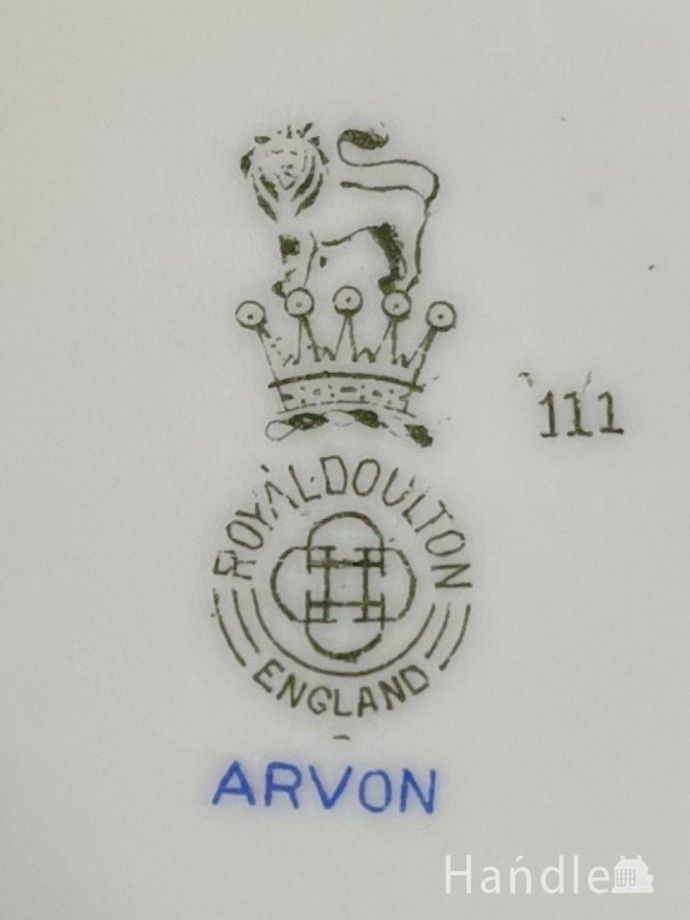 111
ROYAL DOULTON
ENGLAND
ARVON
Handle